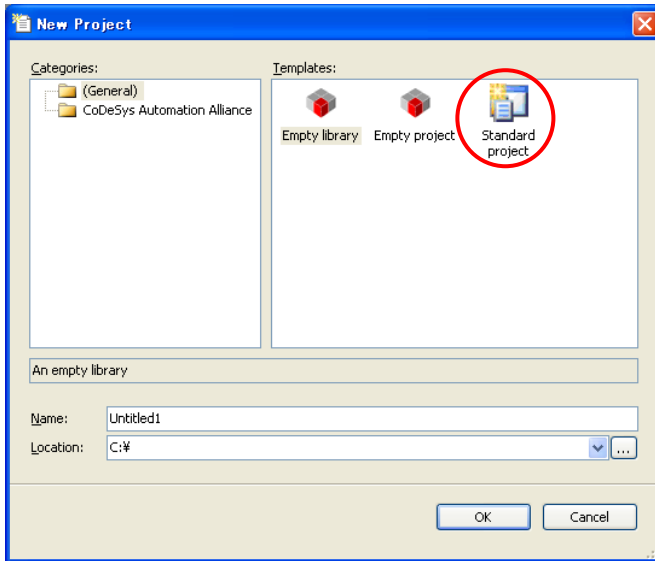 New Project
Categories:
Templates:
(General)
CoDeSys Automation Alliance
Empty library
Empty project
Standard
project
An empty library
Name:
Untitled1
Location:
C:¥
...
OK
Cancel